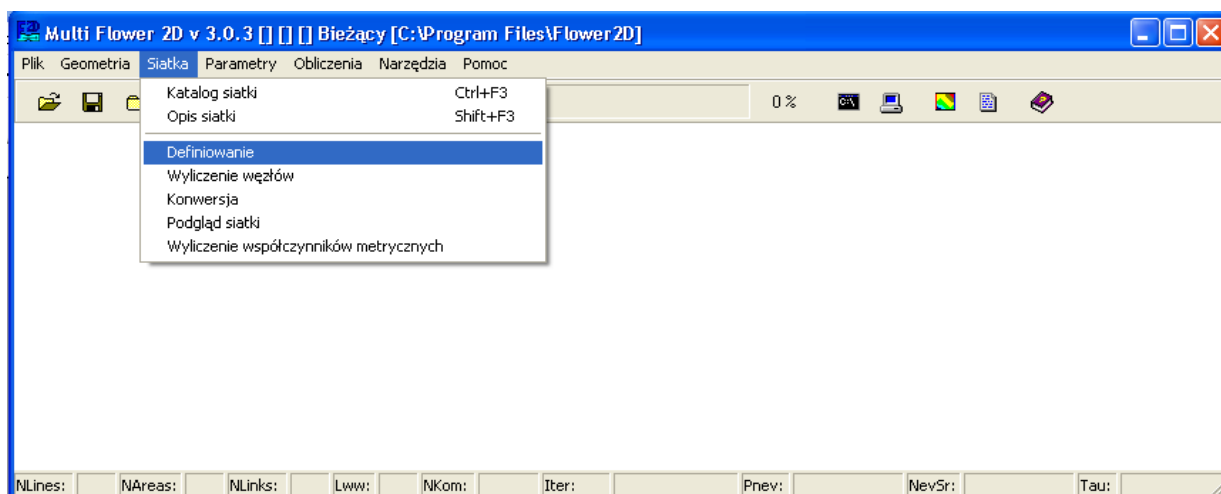 Multi Flower 2D v 3.0.3 [] [] [] Bieżący [C:\Program Files\Flower2D]
Plik Geometria Siatka Parametry Obliczenia Narzędzia Pomoc
Katalog siatki Ctrl+F3
0 %
Opis siatki Shift+F3
Definiowanie
Wyliczenie węzłów
Konwersja
Podgląd siatki
Wyliczenie współczynników metrycznych
NLines: NAreas: NLinks: Lww: NKom: Iter: Pnev: NevSr: Tau: